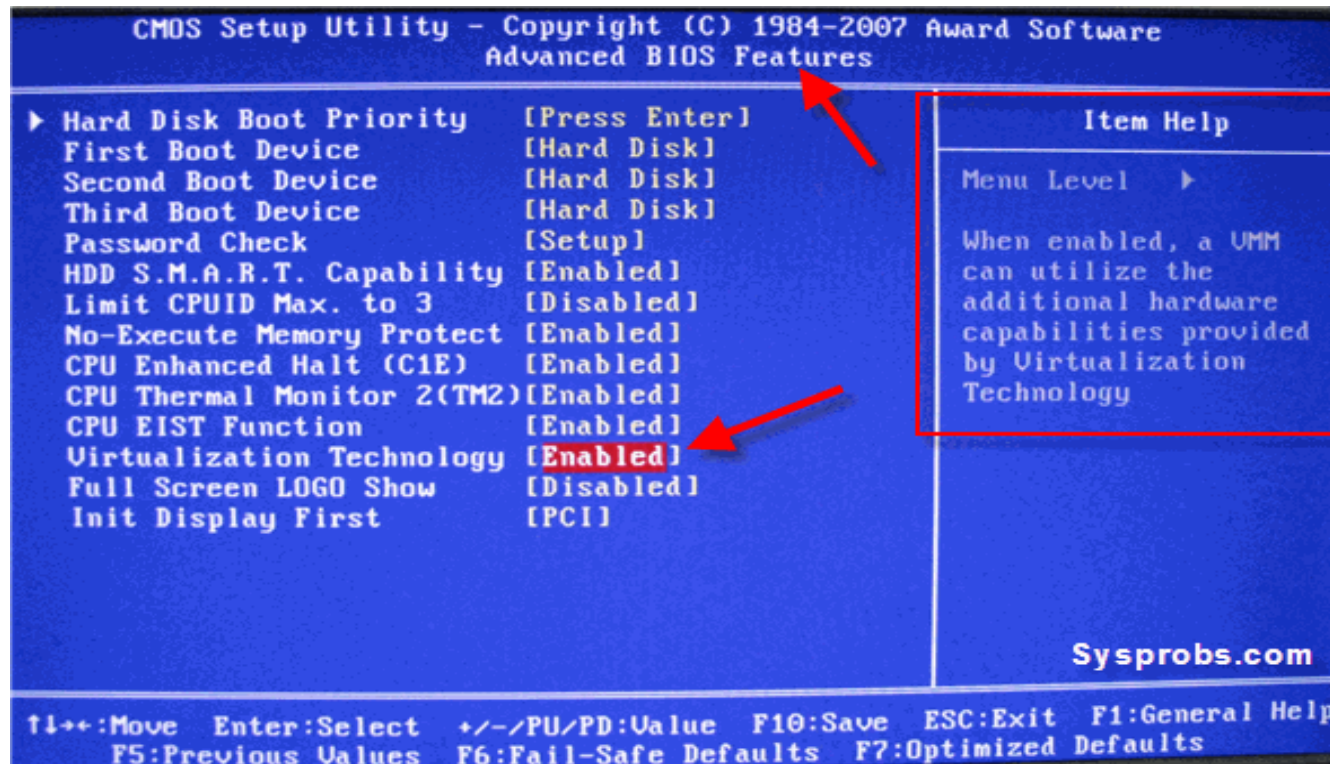 CMOS Setup Utility - Copyright (C) 1984-2007 Award Software
Advanced BIOS Features
Hard Disk Boot Priority [Press Enter]
First Boot Device [Hard Disk]
Second Boot Device [Hard Disk]
Third Boot Device [Hard Disk]
Password Check [Setup]
HDD S.M.A.R.T. Capability [Enabled]
Limit CPUID Max. to 3 [Disabled]
No-Execute Memory Protect [Enabled]
CPU Enhanced Halt (C1E) [Enabled]
CPU Thermal Monitor 2(TM2)[Enabled]
CPU EIST Function [Enabled]
Virtualization Technology [Enabled]
Full Screen LOGO Show [Disabled]
Init Display First [PCI]
Item Help
Menu Level
When enabled, a VMM
can utilize the
additional hardware
capabilities provided
by Virtualization
Technology
Sysprobs.com
↑↓→←:Move Enter:Select +/-/PU/PD:Value F10:Save ESC:Exit F1:General Help
F5:Previous Values F6:Fail-Safe Defaults F7:Optimized Defaults